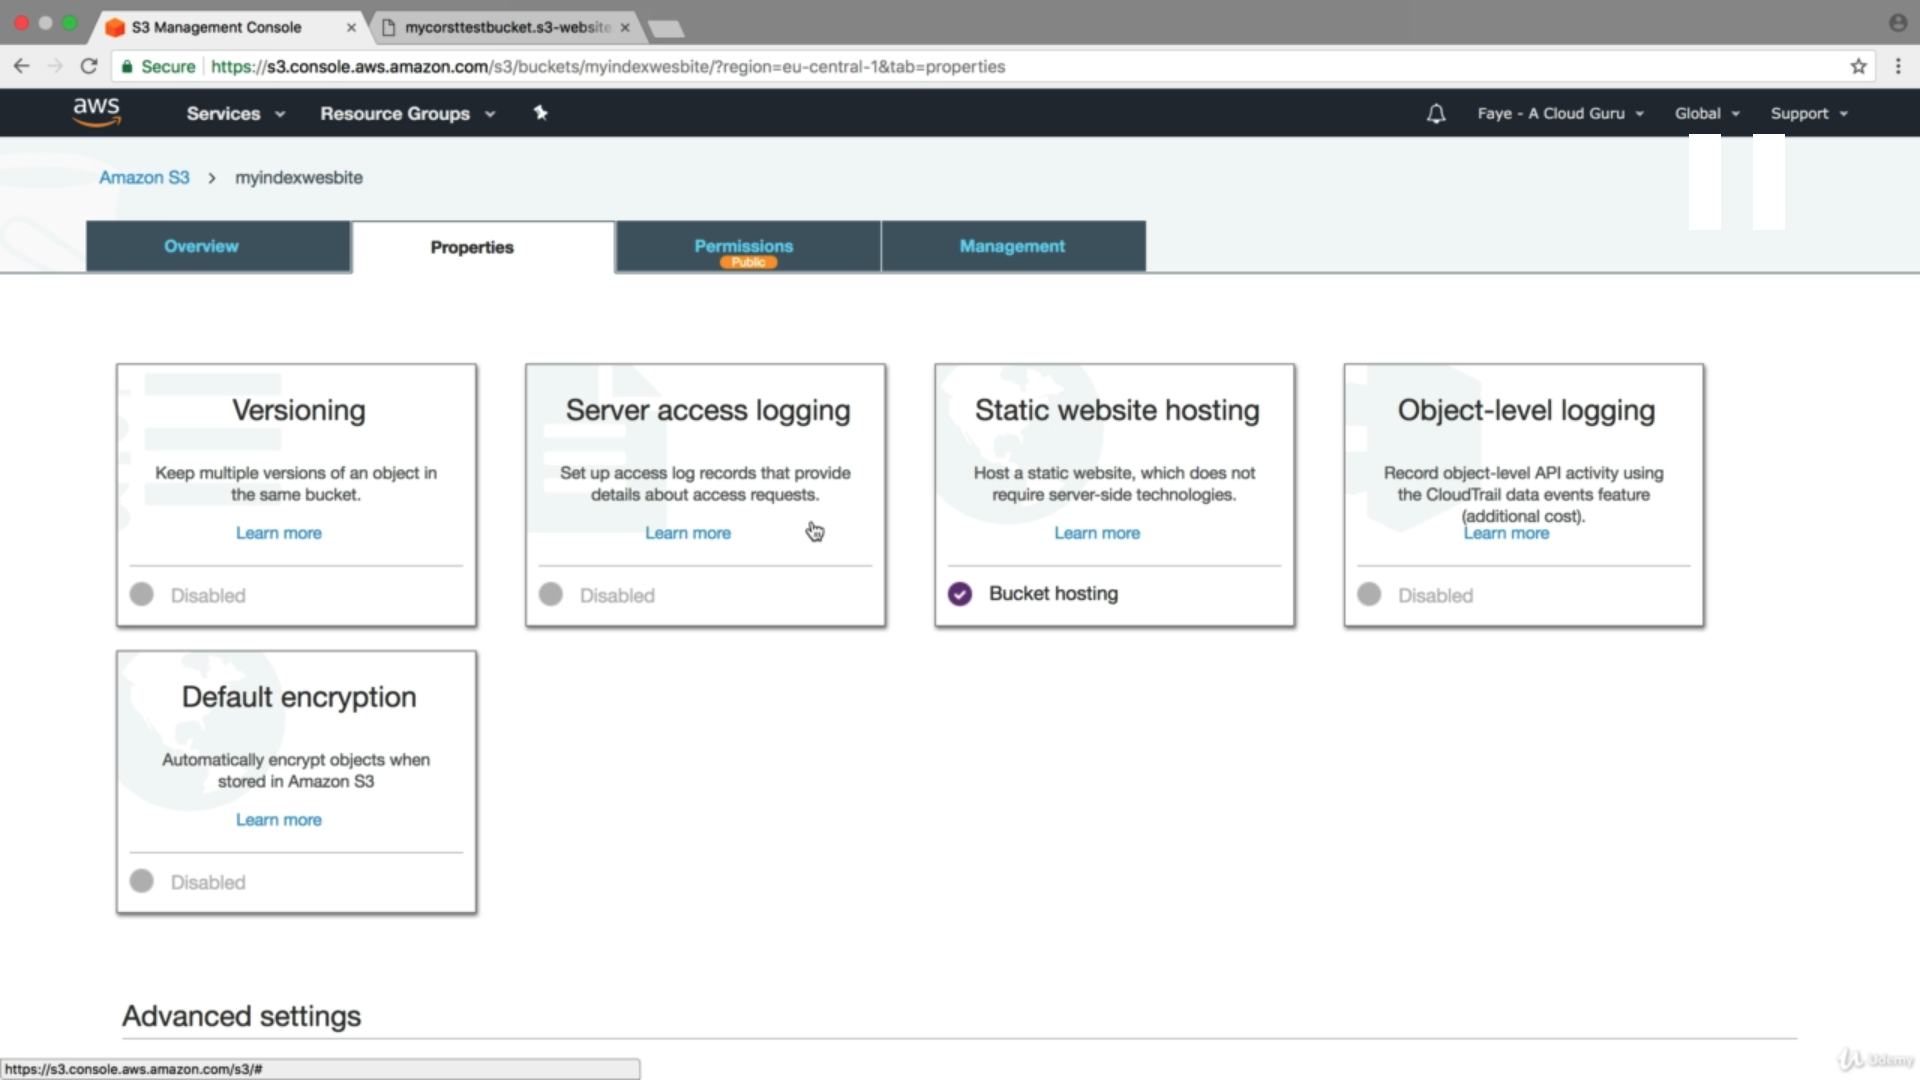 S3 Management Console
mycorsttestbucket.s3-website
Secure
https://s3.console.aws.amazon.com/s3/buckets/myindexwesbite/?region=eu-central-1&tab=properties
aws
Services
Resource Groups
Faye - A Cloud Guru
Global
Support
Amazon S3 > myindexwesbite
Overview
Properties
Permissions
Public
Management
Versioning
Keep multiple versions of an object in
the same bucket.
Learn more
Disabled
Server access logging
Set up access log records that provide
details about access requests.
Learn more
Disabled
Static website hosting
Host a static website, which does not
require server-side technologies.
Learn more
Bucket hosting
Object-level logging
Record object-level API activity using
the CloudTrail data events feature
(additional cost).
Learn more
Disabled
Default encryption
Automatically encrypt objects when
stored in Amazon S3
Learn more
Disabled
Advanced settings
https://s3.console.aws.amazon.com/s3/#
Udemy